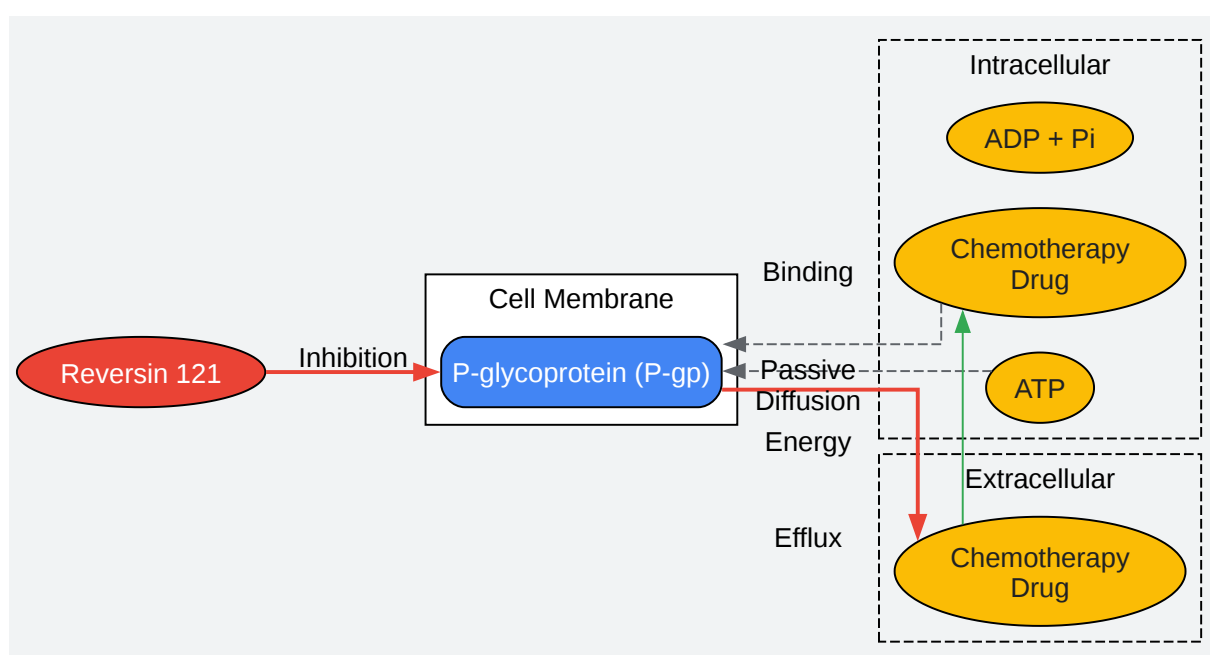 Intracellular
ADP + Pi
Chemotherapy
Drug
Binding
Cell Membrane
Inhibition
Reversin 121
P-glycoprotein (P-gp)
Passive
Diffusion
ATP
Energy
Extracellular
Efflux
Chemotherapy
Drug